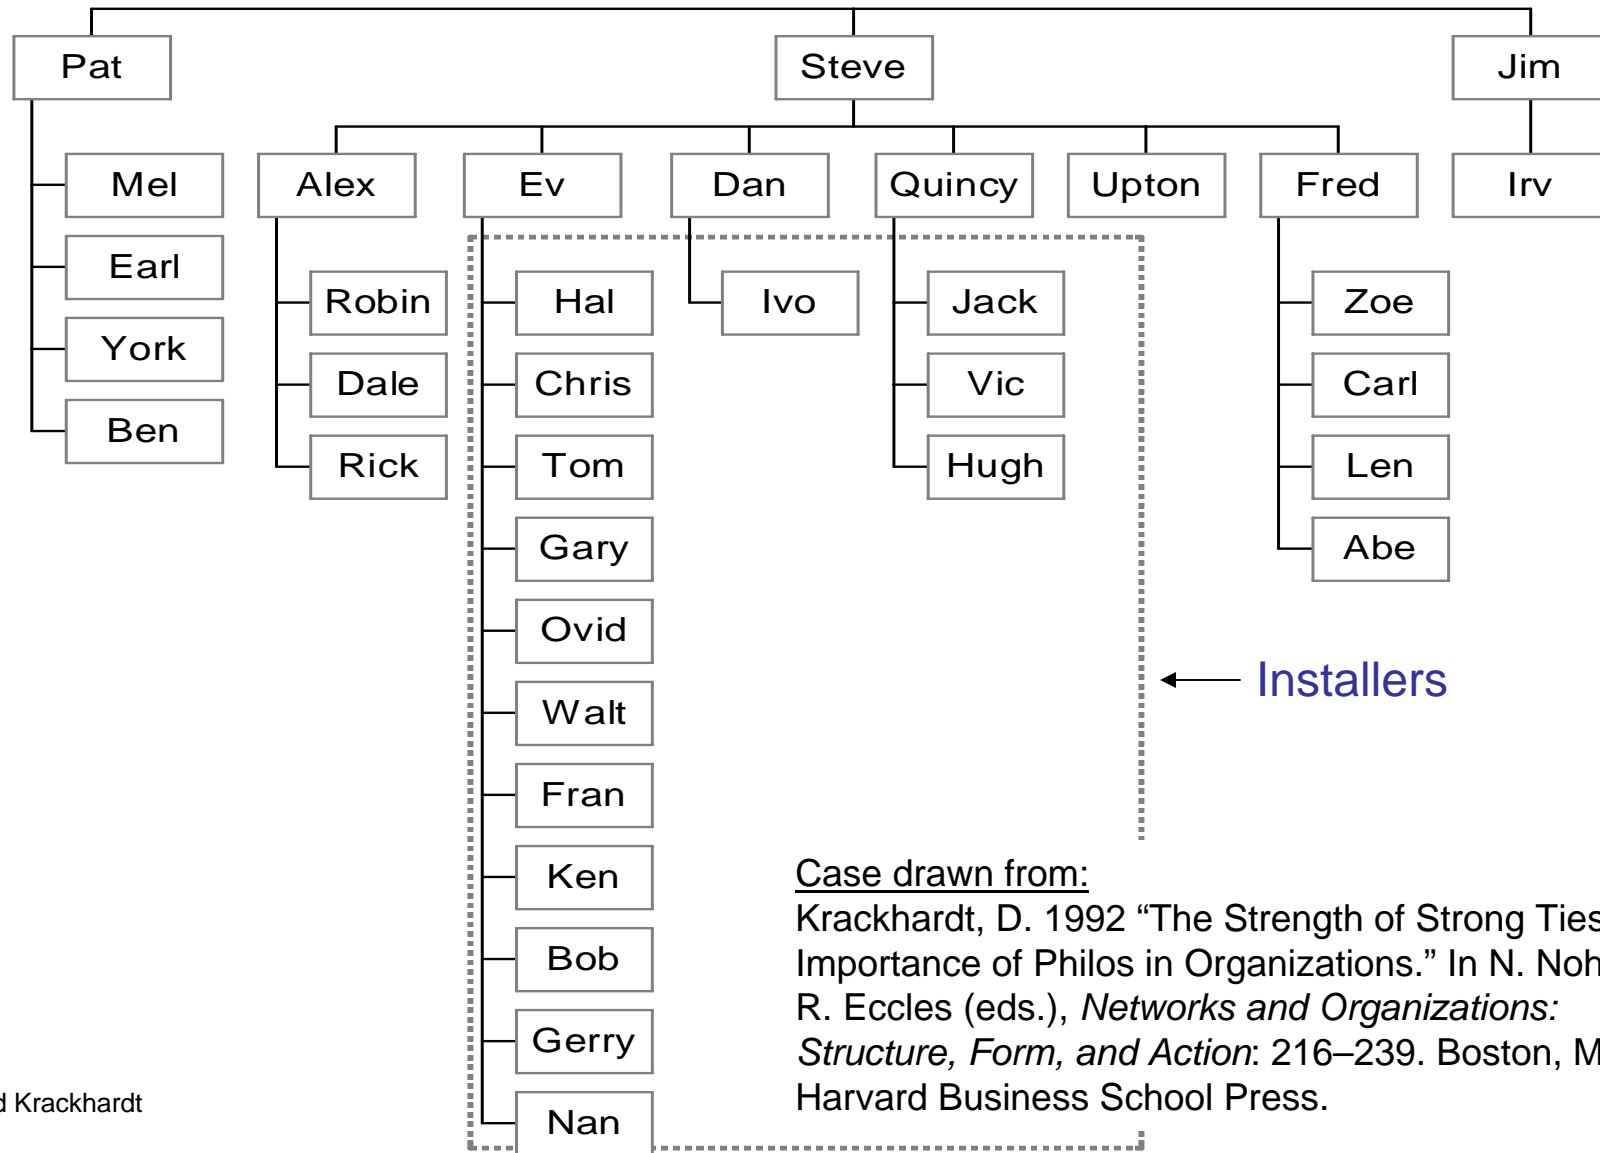 Pat
Steve
Jim
Mel
Earl
York
Ben
Alex
Ev
Dan
Quincy
Upton
Fred
Irv
Robin
Dale
Rick
Hal
Chris
Tom
Gary
Ovid
Walt
Fran
Ken
Bob
Gerry
Nan
Ivo
Jack
Vic
Hugh
Zoe
Carl
Len
Abe
Installers
Case drawn from:
Krackhardt, D. 1992 “The Strength of Strong Ties
Importance of Philos in Organizations.” In N.
R. Eccles (eds.), Networks and Organizations:
Structure, Form, and Action: 216–239. Boston,
Harvard Business School Press.
Krackhardt